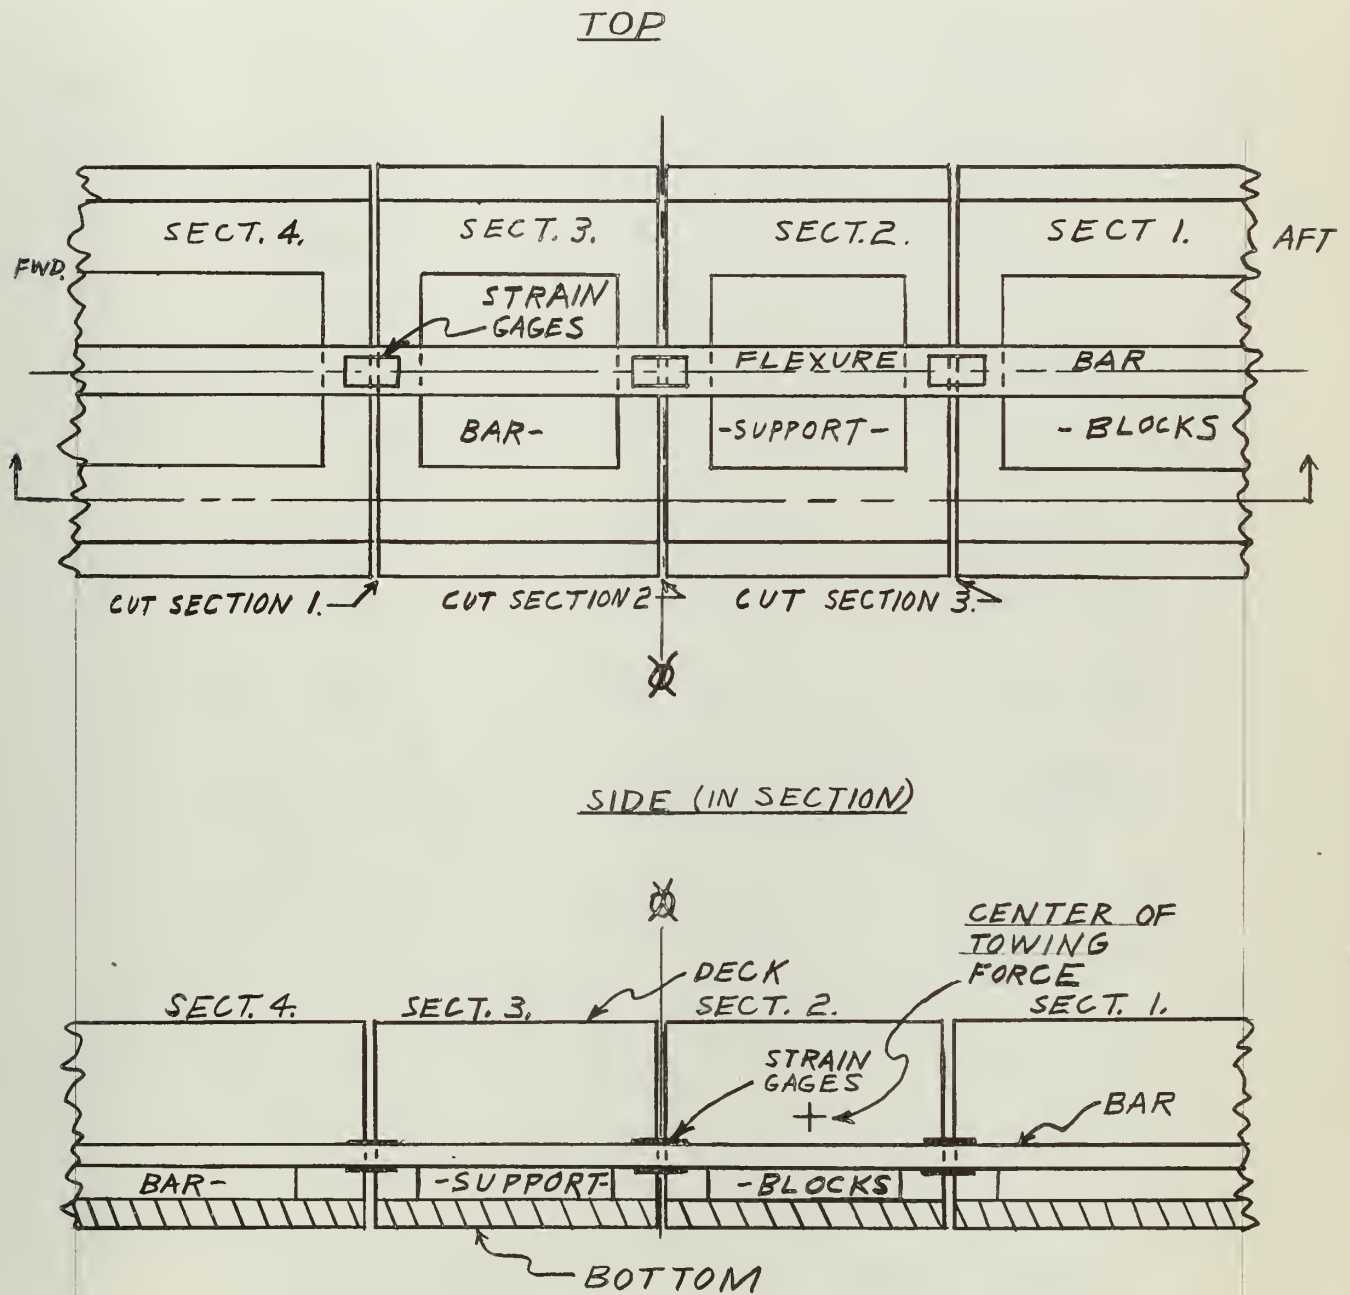 TOP
SECT. 4.
SECT. 3.
SECT. 2.
SECT 1.
FWD.
AFT
STRAIN
GAGES
FLEXURE
BAR
BAR-
-SUPPORT-
-BLOCKS
CUT SECTION 1.
CUT SECTION 2
CUT SECTION 3.
SIDE (IN SECTION)
CENTER OF
TOWING
FORCE
DECK
SECT. 4.
SECT. 3.
SECT. 2.
SECT. 1.
STRAIN
GAGES
BAR
BAR-
-SUPPORT-
-BLOCKS
BOTTOM